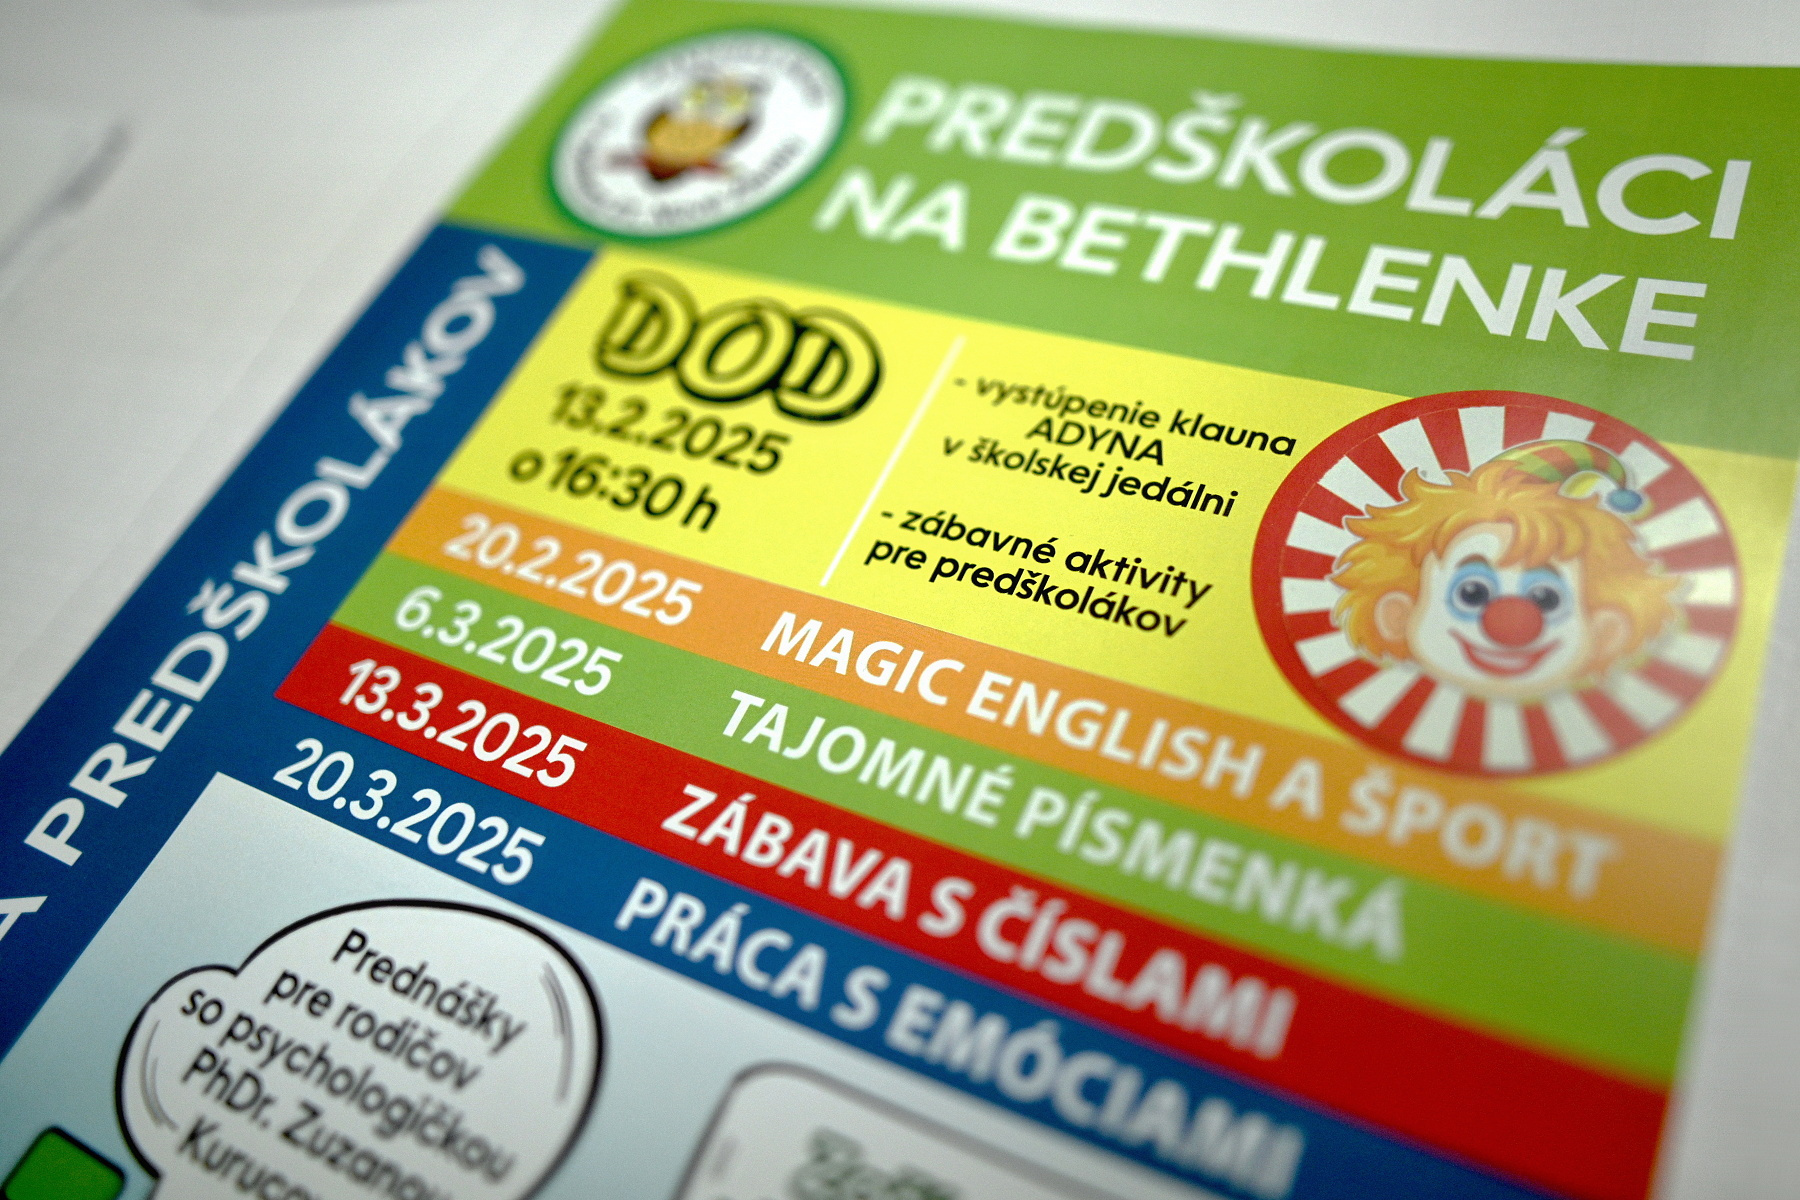 PREDŠKOLÁCI
NA BETHLENKE
A PREDŠKOLÁKOV
DOD
13.2.2025
o 16:30 h
- vystúpenie klauna
ADYNA
v školskej jedálni
- zábavné aktivity
pre predškolákov
20.2.2025 MAGIC ENGLISH A ŠPORT
6.3.2025 TAJOMNÉ PÍSMENKÁ
13.3.2025 ZÁBAVA S ČÍSLAMI
20.3.2025 PRÁCA S EMÓCIAMI
Prednášky
pre rodičov
so psychologičkou
PhDr. Zuzanou